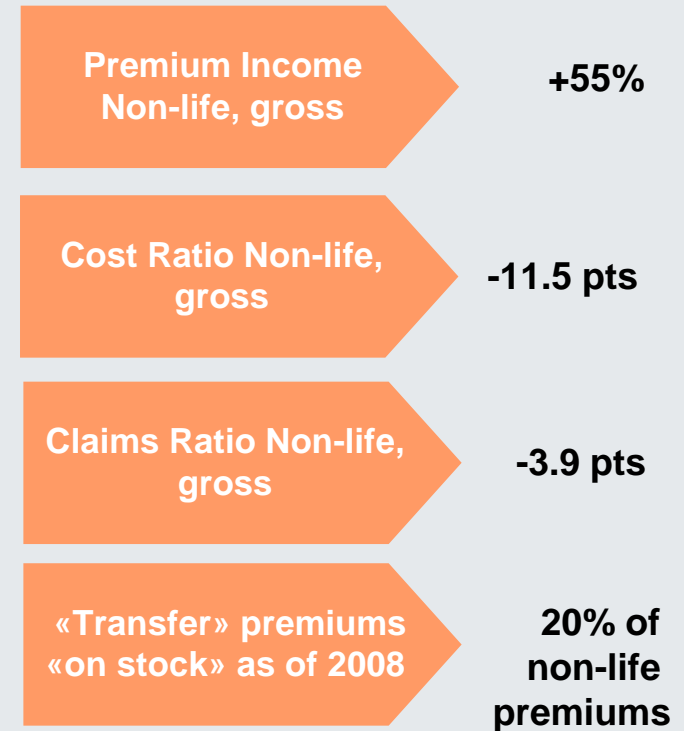 Premium Income
Non-life, gross
+55%
Cost Ratio Non-life,
gross
-11.5 pts
Claims Ratio Non-life,
gross
-3.9 pts
«Transfer» premiums
«on stock» as of 2008
20% of
non-life
premiums